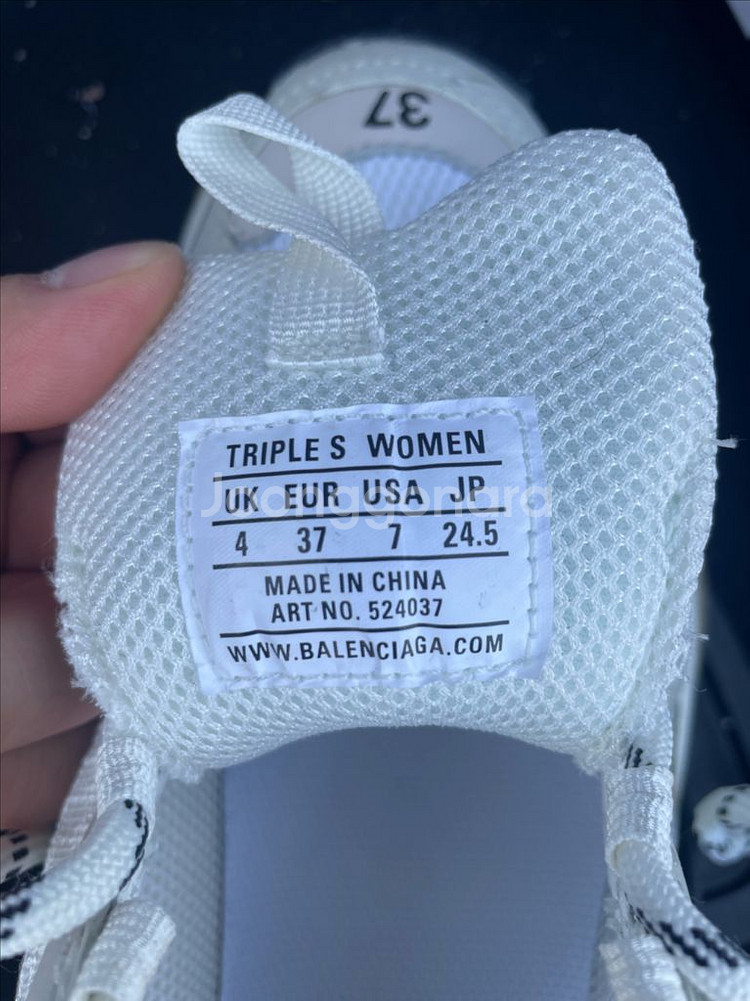 37
TRIPLE S WOMEN
UK EUR USA JP
4 37 7 24.5
MADE IN CHINA
ART NO. 524037
WWW.BALENCIAGA.COM
Joonggonara